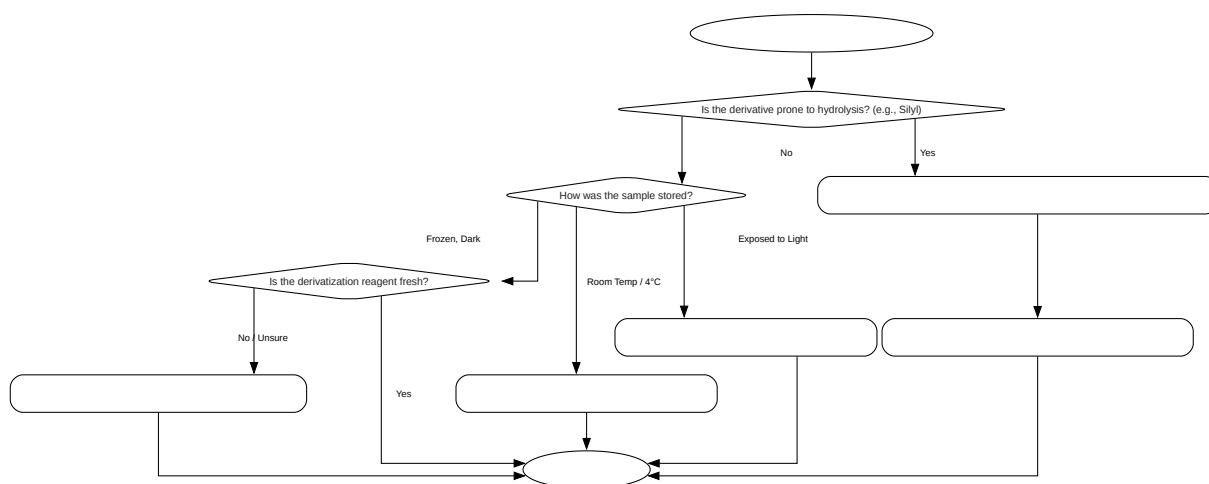 Is the derivative prone to hydrolysis? (e.g., Silyl)
No
Yes
How was the sample stored?
Frozen, Dark
Exposed to Light
Is the derivatization reagent fresh?
Room Temp / 4°C
No / Unsure
Yes